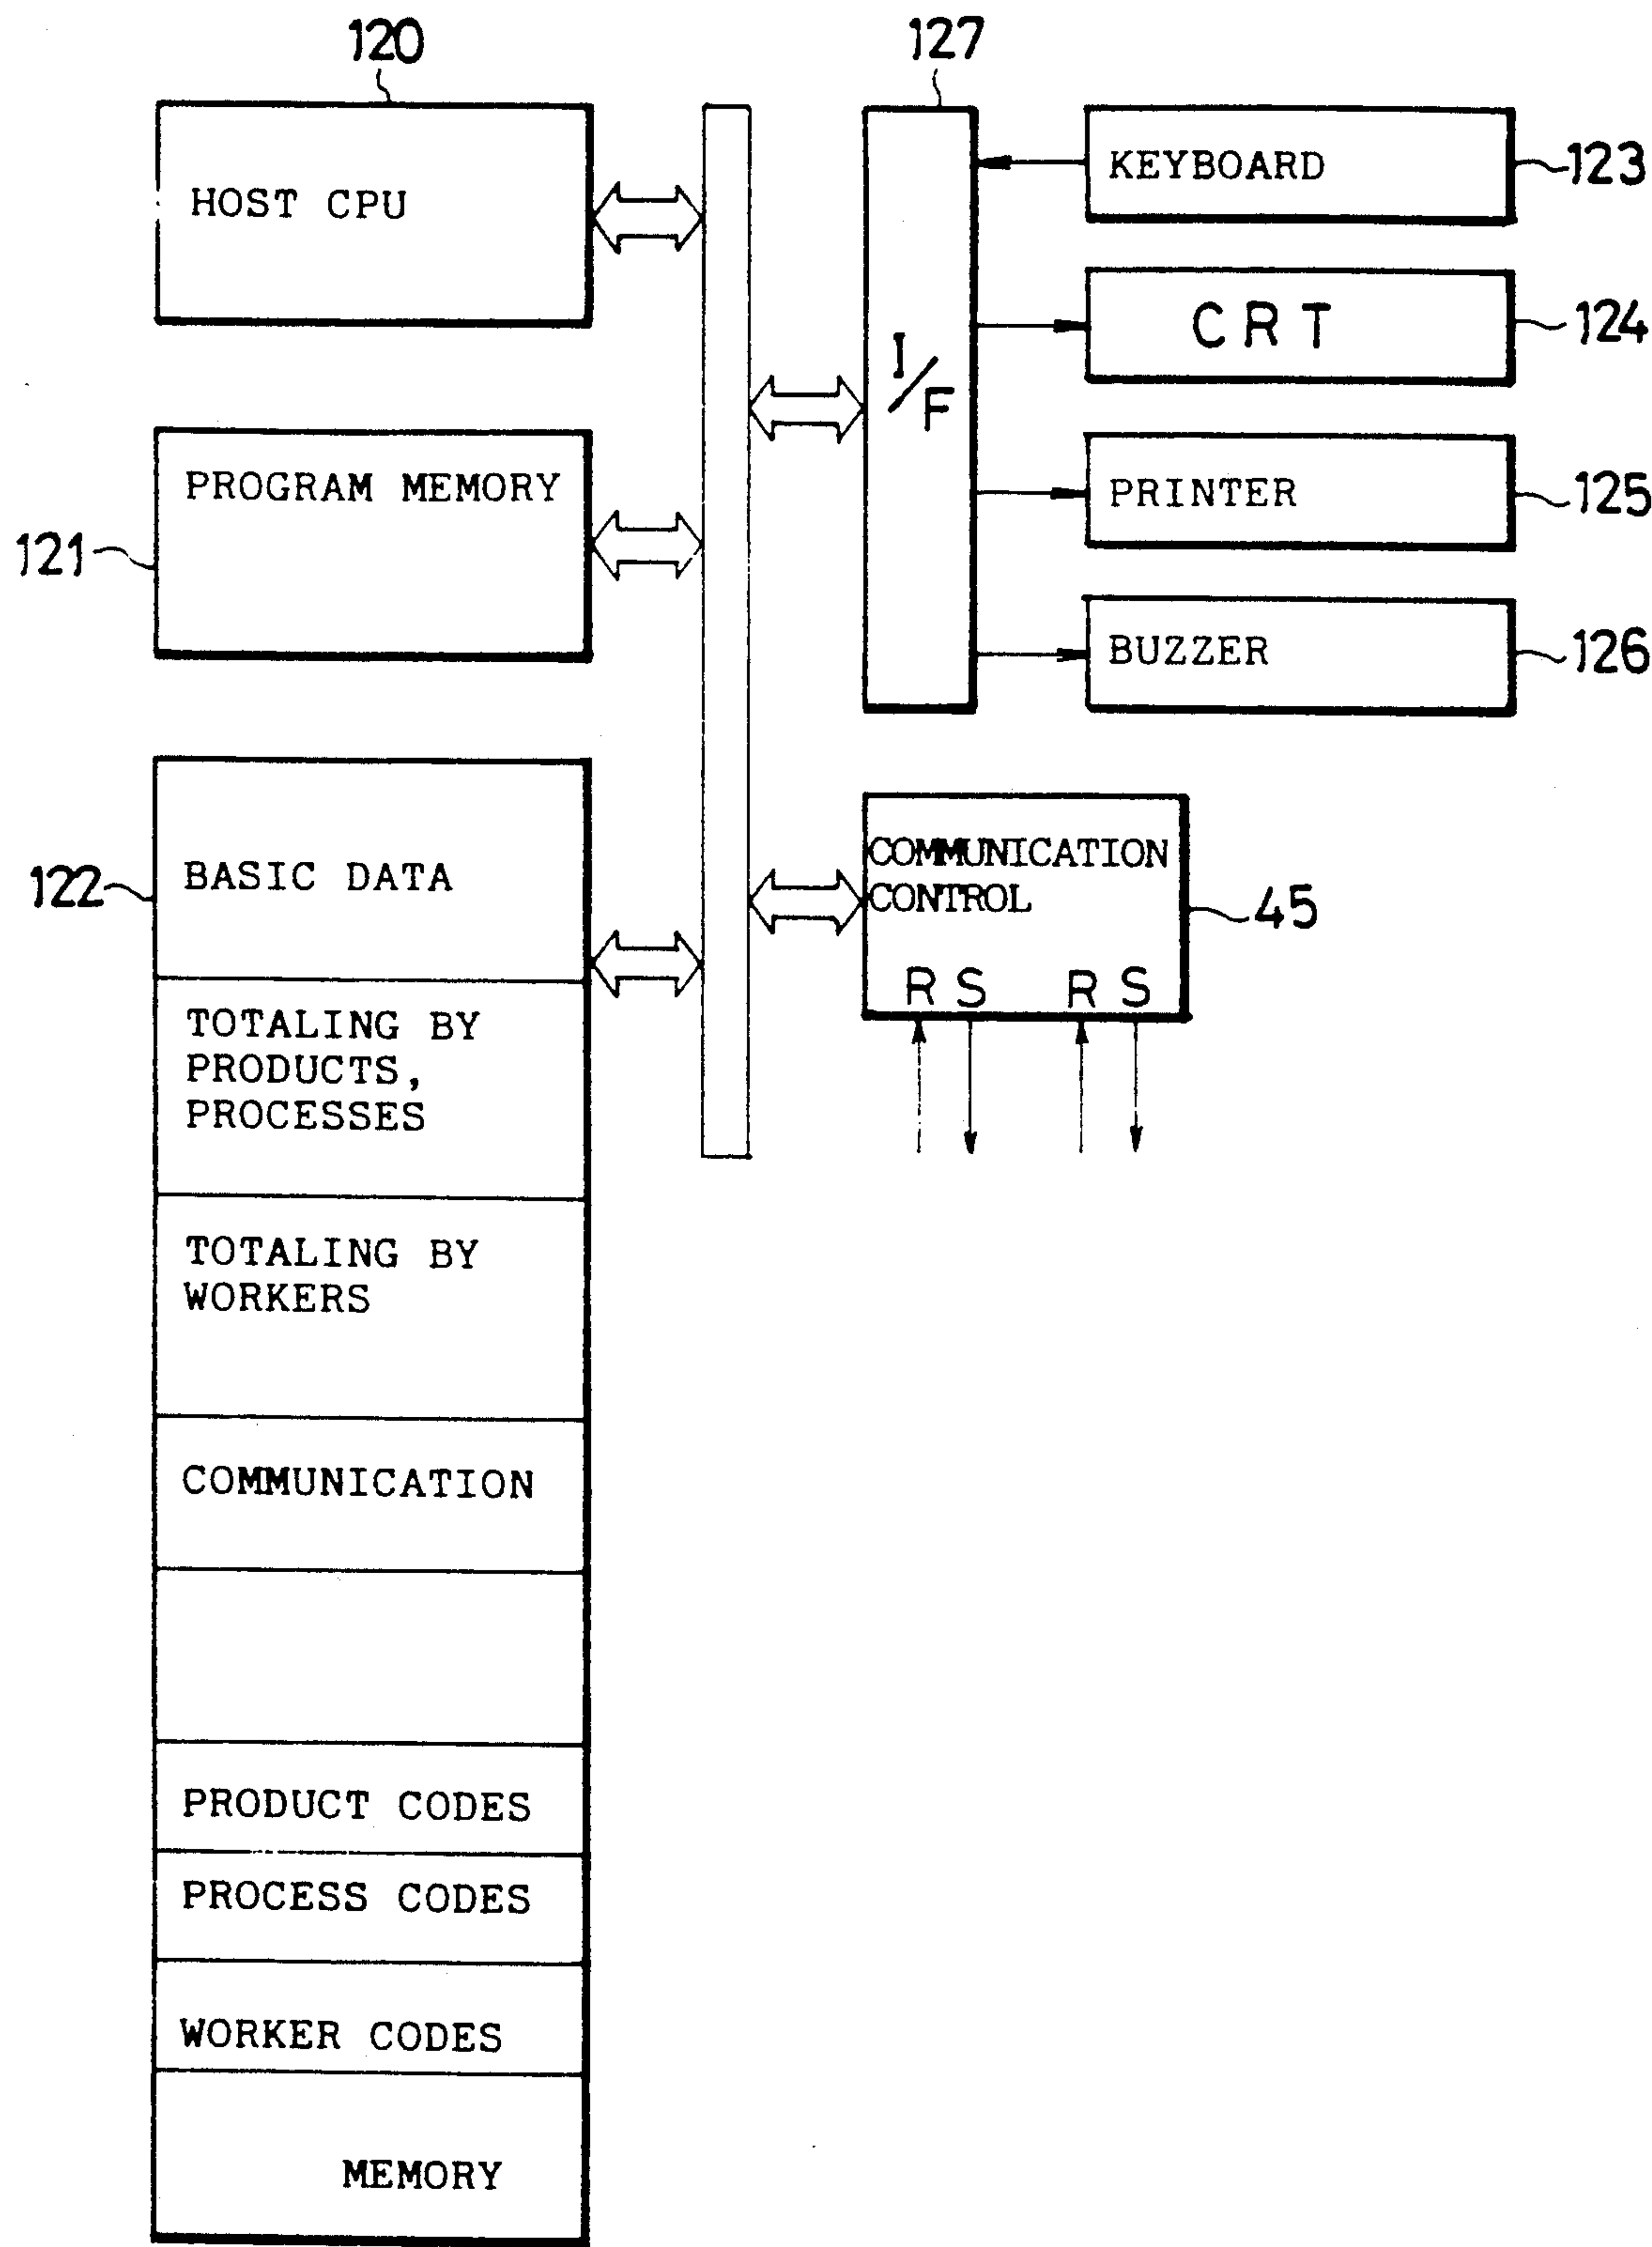 120
127
HOST CPU
KEYBOARD
123
CRT
124
I/F
PROGRAM MEMORY
121
PRINTER
125
BUZZER
126
BASIC DATA
122
COMMUNICATION
CONTROL
45
R S R S
TOTALING BY
PRODUCTS,
PROCESSES
TOTALING BY
WORKERS
COMMUNICATION
PRODUCT CODES
PROCESS CODES
WORKER CODES
MEMORY